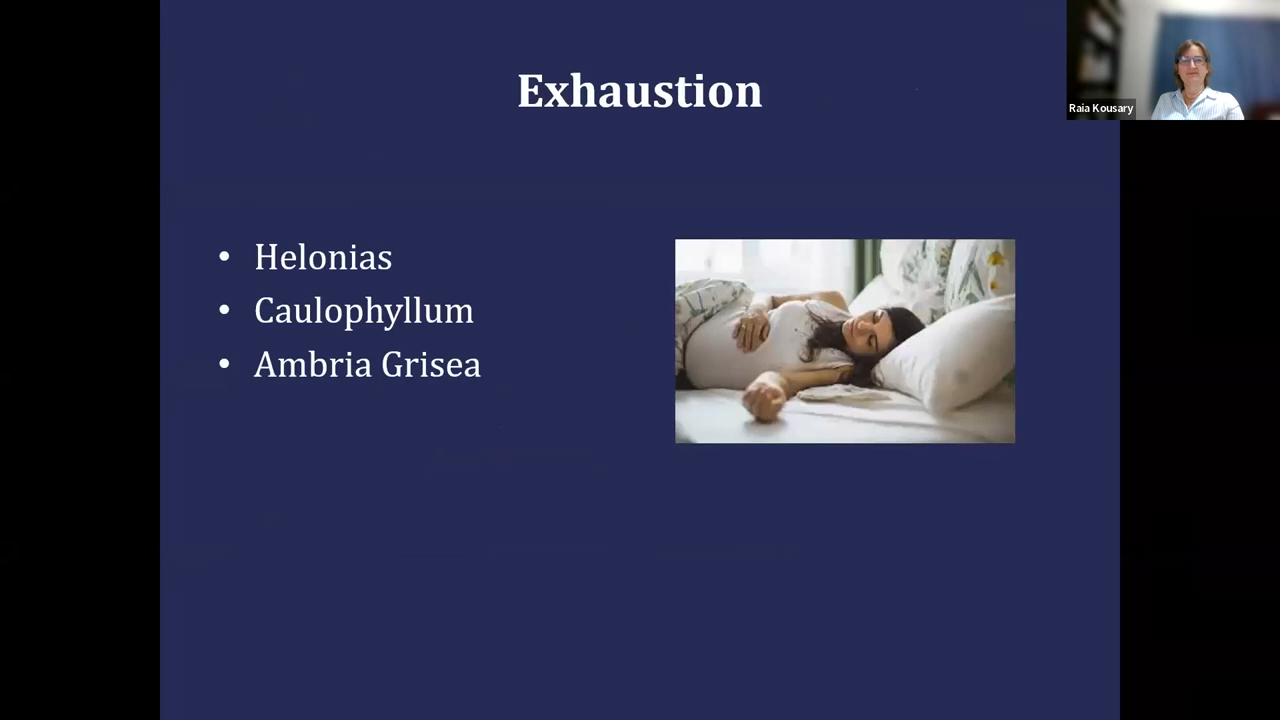 Exhaustion
Raia Kousary
• Helonias
• Caulophyllum
• Ambria Grisea